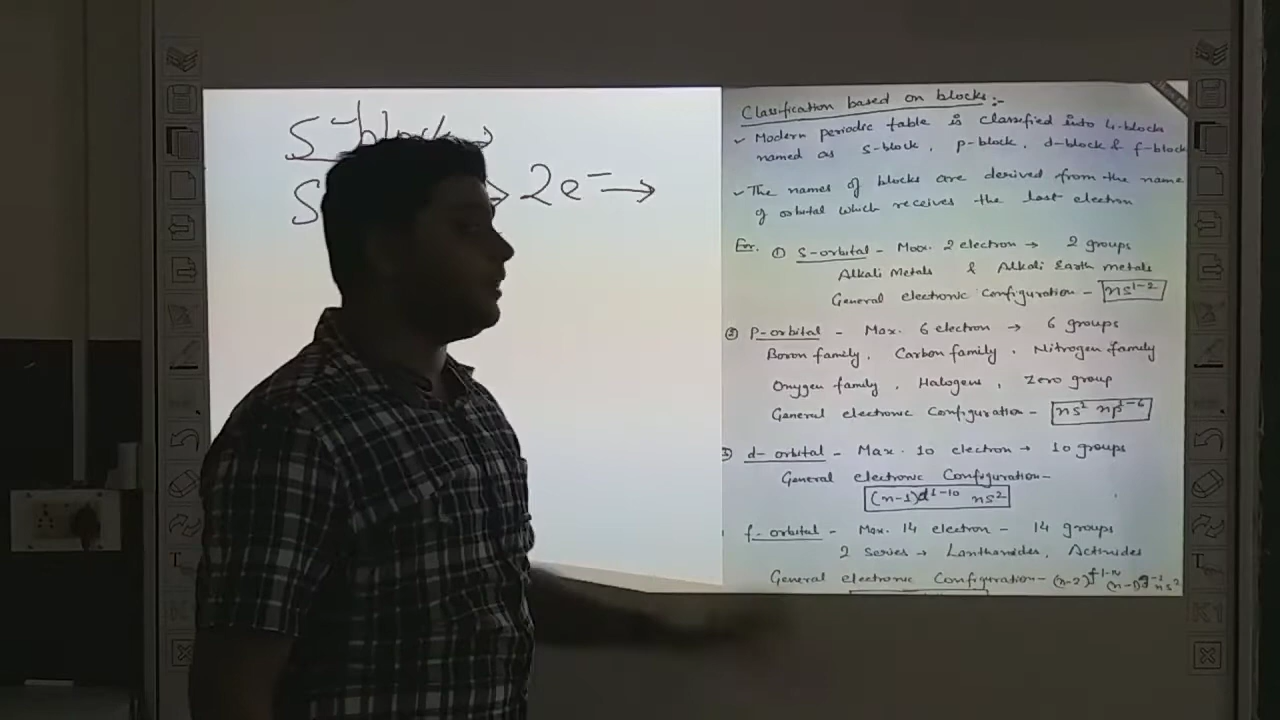 S-block →
S → 2e⁻ →
Classification based on blocks :-
✓ Modern periodic table is classified into 4-blocks
named as s-block, p-block, d-block & f-block
✓ The names of blocks are derived from the name
of orbital which receives the last electron
① S-orbital - Max. 2 electron → 2 groups
Alkali Metals & Alkali Earth metals
General electronic Configuration - ns¹⁻²
② p-orbital - Max. 6 electron → 6 groups
Boron family, Carbon family, Nitrogen family
Oxygen family, Halogens, Zero group
General electronic Configuration - ns² np¹⁻⁶
d-orbital - Max. 10 electron → 10 groups
General electronic Configuration-
(n-1)d¹⁻¹⁰ ns²
f-orbital - Max. 14 electron - 14 groups
2 Series → Lanthanides, Actinides
General electronic Configuration- (n-2)f (n-1)d ns²